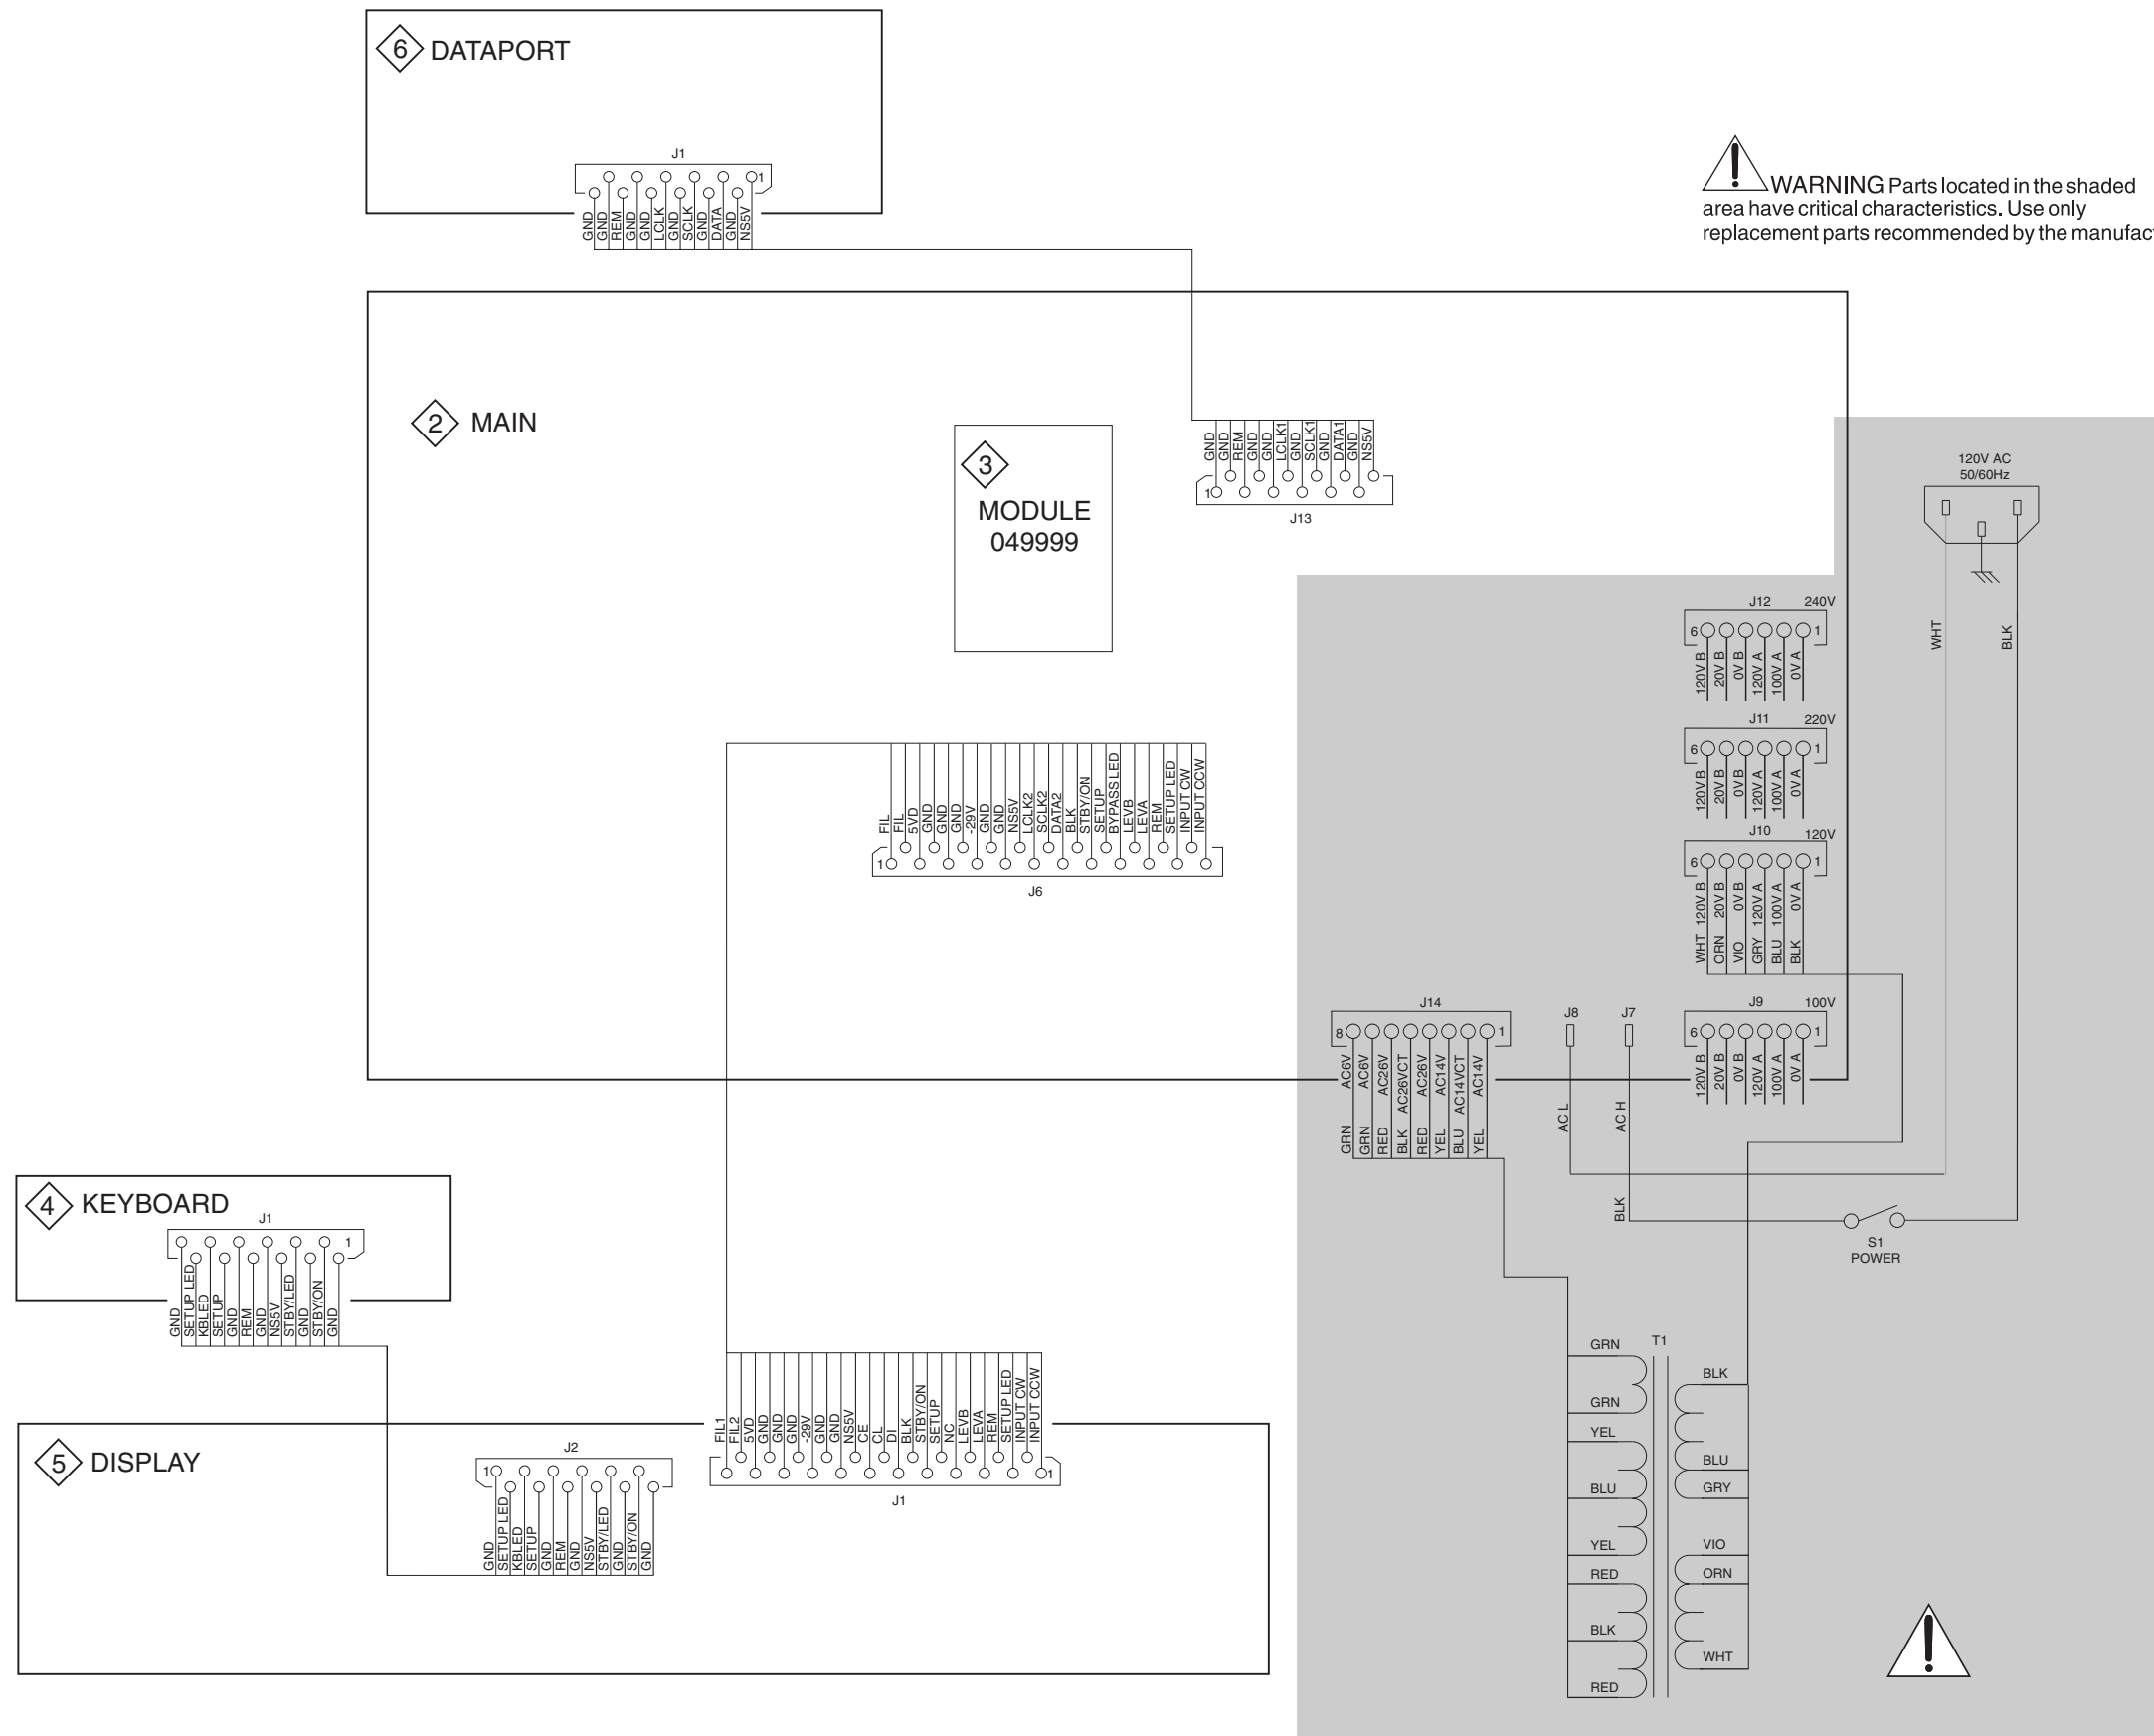 6 DATAPORT
J1
1
GND
GND
REM
GND
GND
LCLK
GND
SCLK
GND
DATA
GND
NS5V
WARNING Parts located in the shaded
area have critical characteristics. Use only
replacement parts recommended by the manufac
2 MAIN
3
MODULE
049999
GND
GND
REM
GND
GND
LCLK1
GND
SCLK1
GND
DATA1
GND
NS5V
1
J13
120V AC
50/60Hz
WHT
BLK
J12 240V
6 1
120V B
20V B
0V B
120V A
100V A
0V A
J11 220V
6 1
120V B
20V B
0V B
120V A
100V A
0V A
J10 120V
6 1
WHT 120V B
ORN 20V B
VIO 0V B
GRY 120V A
BLU 100V A
BLK 0V A
J9 100V
6 1
120V B
20V B
0V B
120V A
100V A
0V A
FIL
FIL
5VD
GND
GND
GND
-29V
GND
GND
NS5V
LCLK2
SCLK2
DATA2
BLK
STBY/ON
SETUP
BYPASS LED
LEVB
LEVA
REM
SETUP LED
INPUT CW
INPUT CCW
1
J6
J14
8 1
GRN AC6V
GRN AC6V
RED AC26V
BLK AC26VCT
RED AC26V
YEL AC14V
BLU AC14VCT
YEL AC14V
J8
AC L
J7
AC H
BLK
S1
POWER
4 KEYBOARD
J1
1
GND
SETUP LED
KBLED
SETUP
GND
REM
GND
NS5V
STBY/LED
GND
STBY/ON
GND
5 DISPLAY
J2
1
GND
SETUP LED
KBLED
SETUP
GND
REM
GND
NS5V
STBY/LED
GND
STBY/ON
GND
FIL1
FIL2
5VD
GND
GND
GND
-29V
GND
GND
NS5V
CE
CL
DI
BLK
STBY/ON
SETUP
NC
LEVB
LEVA
REM
SETUP LED
INPUT CW
INPUT CCW
1
J1
T1
GRN
GRN
YEL
BLU
YEL
RED
BLK
RED
BLK
BLU
GRY
VIO
ORN
WHT